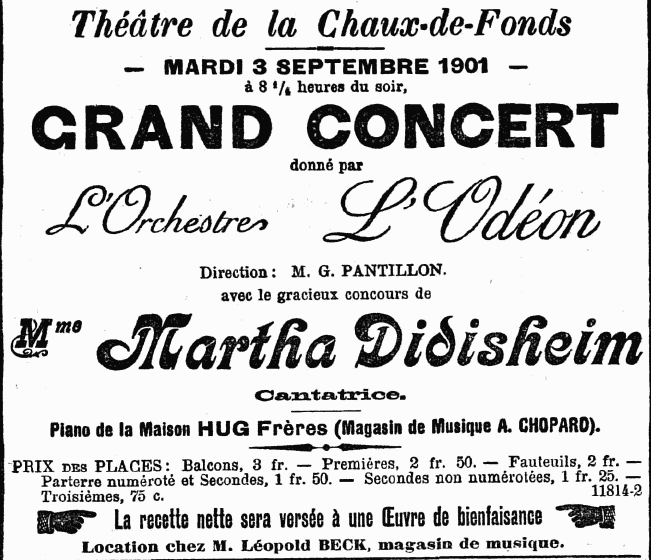 Théâtre de la Chaux-de-Fonds
— MARDI 3 SEPTEMBRE 1901 —
à 8 1/4 heures du soir,
GRAND CONCERT
donné par
L'Orchestre L'Odéon
Direction: M. G. PANTILLON.
avec le gracieux concours de
Mme Martha Didisheim
Cantatrice.
Piano de la Maison HUG Frères (Magasin de Musique A. CHOPARD).
PRIX DES PLACES: Balcons, 3 fr. — Premières, 2 fr. 50. — Fauteuils, 2 fr. —
Parterre numéroté et Secondes, 1 fr. 50. — Secondes non numérotées, 1 fr. 25. —
Troisièmes, 75 c. 11814-2
La recette nette sera versée à une Œuvre de bienfaisance
Location chez M. Léopold BECK, magasin de musique.